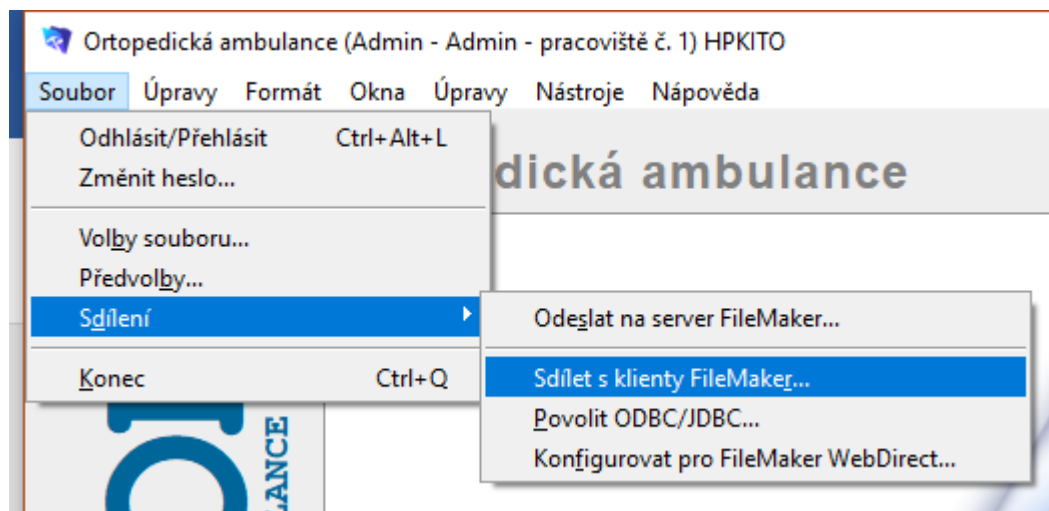 Ortopedická ambulance (Admin - Admin - pracoviště č. 1) HPKITO
Soubor Úpravy Formát Okna Úpravy Nástroje Nápověda
Odhlásit/Přehlásit Ctrl+Alt+L
Změnit heslo...
dická ambulance
Volby souboru...
Předvolby...
Sdílení
Odeslat na server FileMaker...
Konec Ctrl+Q
Sdílet s klienty FileMaker...
Povolit ODBC/JDBC...
Konfigurovat pro FileMaker WebDirect...
LANCE